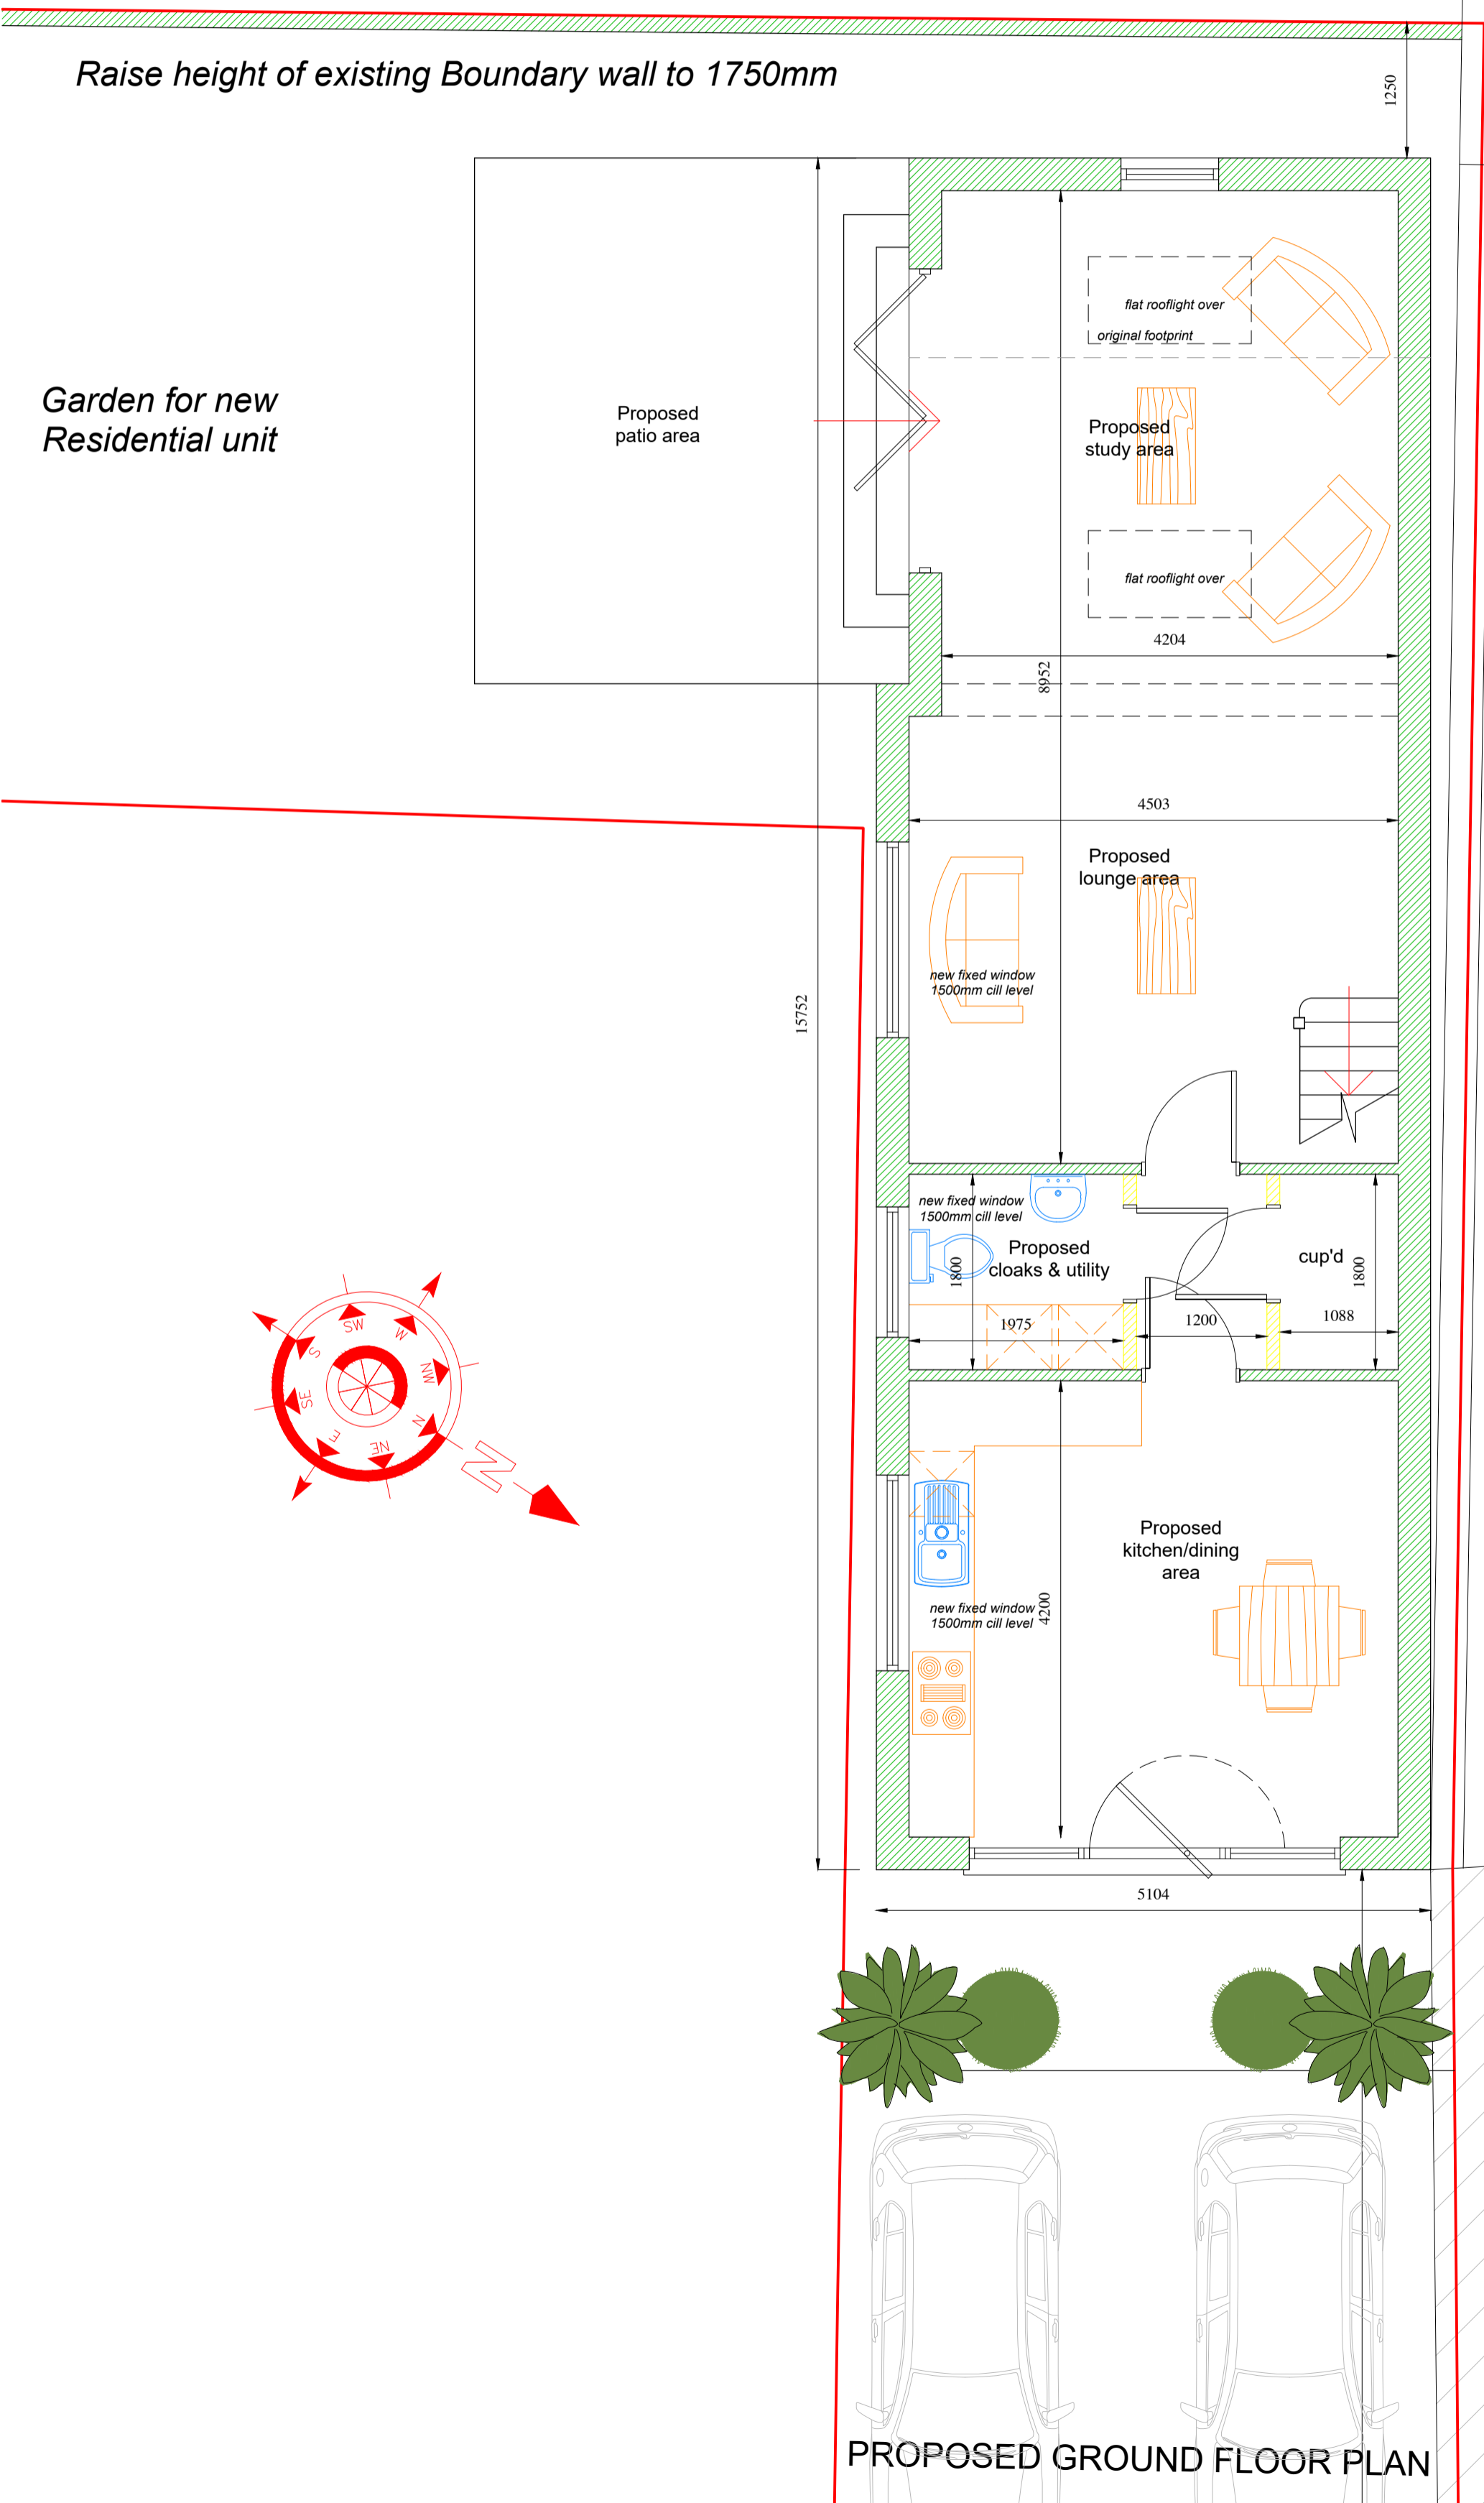 Raise height of existing Boundary wall to 1750mm
1250
flat rooflight over
original footprint
Garden for new
Residential unit
Proposed
patio area
Proposed
study area
flat rooflight over
4204
8952
4503
Proposed
lounge area
new fixed window
1500mm cill level
15752
new fixed window
1500mm cill level
Proposed
cloaks & utility
cup'd
1800
1800
1975
1200
1088
S
SW
W
NW
N
NE
E
SE
N
Proposed
kitchen/dining
area
new fixed window
1500mm cill level
4200
5104
PROPOSED GROUND FLOOR PLAN